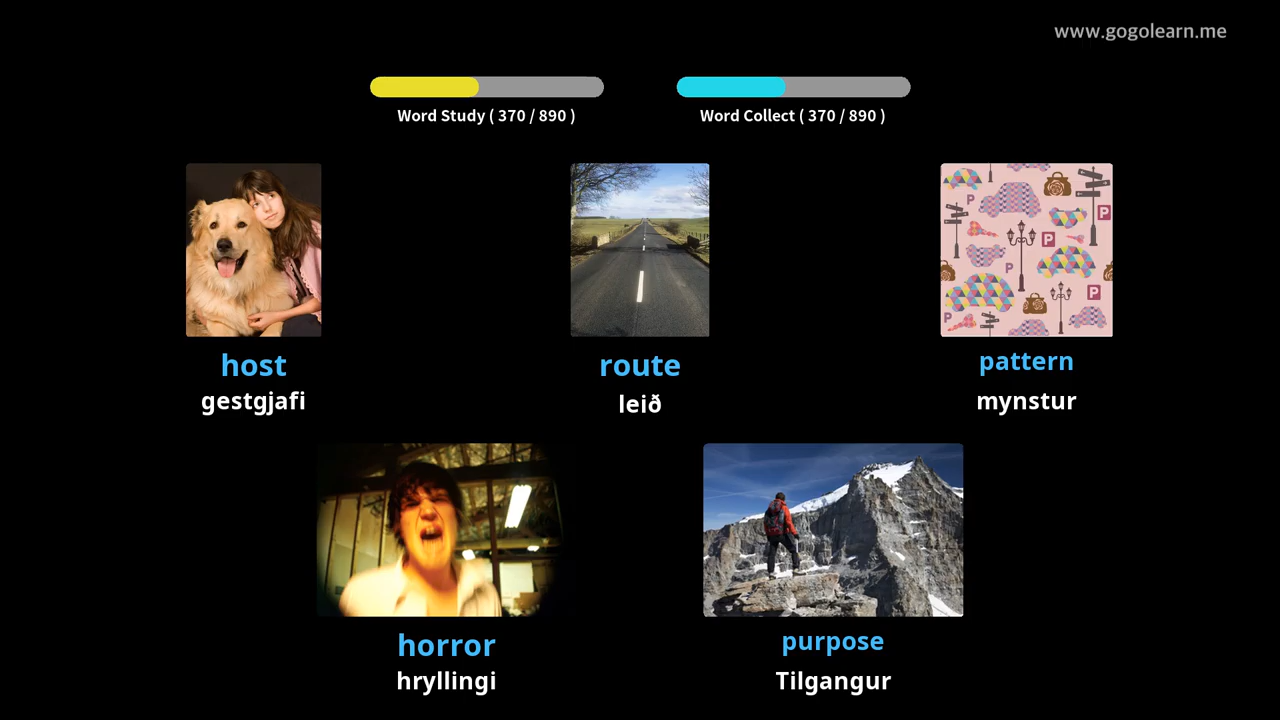 www.gogolearn.me
Word Study ( 370 / 890 )
Word Collect ( 370 / 890 )
P
P
P
P
P
P
host
route
pattern
gestgjafi
leið
mynstur
horror
purpose
hryllingi
Tilgangur